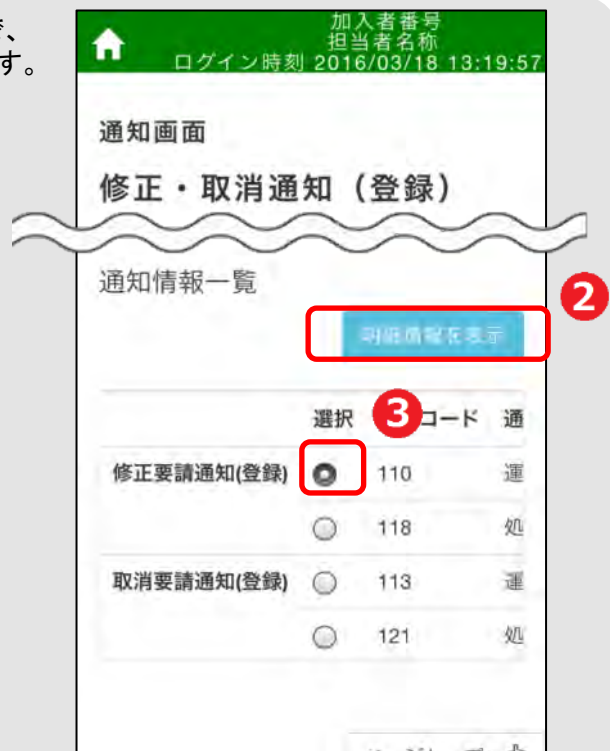 で、
す。
加入者番号
担当者名称
ログイン時刻 2016/03/18 13:19:57
通知画面
修正・取消通知（登録）
通知情報一覧
2
明細情報を表示
選択 3 コード 通
修正要請通知(登録) 110 運
118 処
取消要請通知(登録) 113 運
121 処